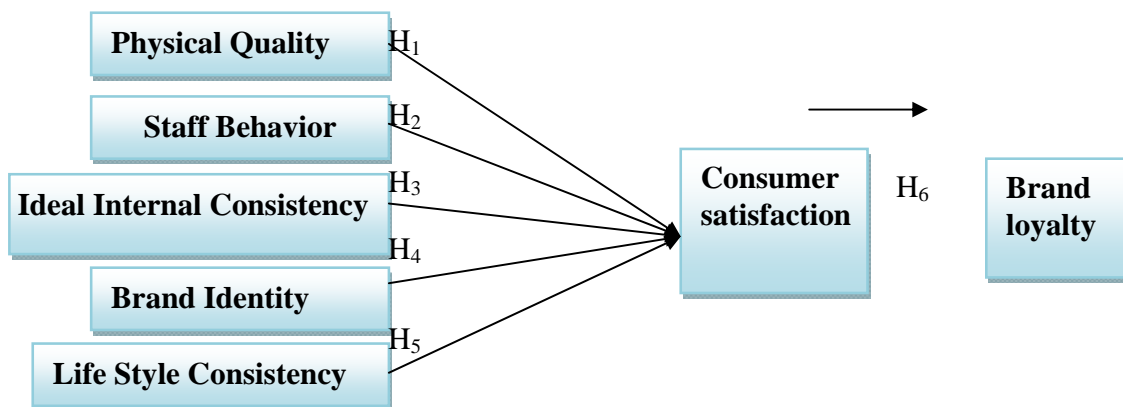 Physical Quality
H₁
Staff Behavior
H₂
Ideal Internal Consistency
H₃
H₄
Brand Identity
H₅
Life Style Consistency
Consumer
satisfaction
H₆
Brand
loyalty